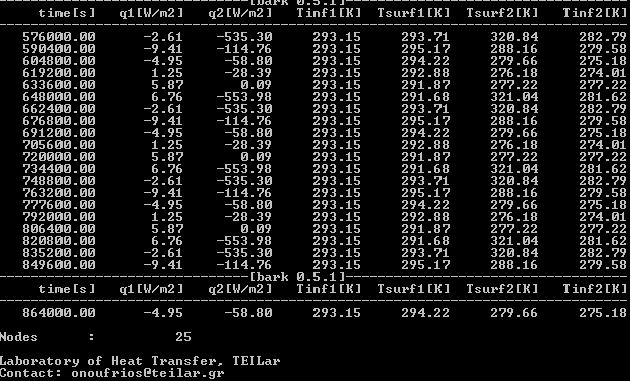 [bark 0.5.1]
time[s] q1[W/m2] q2[W/m2] Tinf1[K] Tsurf1[K] Tsurf2[K] Tinf2[K]
576000.00 -2.61 -535.30 293.15 293.71 320.84 282.79
590400.00 -9.41 -114.76 293.15 295.17 288.16 279.58
604800.00 -4.95 -58.80 293.15 294.22 279.66 275.18
619200.00 1.25 -28.39 293.15 292.88 276.18 274.01
633600.00 5.87 0.09 293.15 291.87 277.22 277.22
648000.00 6.76 -553.98 293.15 291.68 321.04 281.62
662400.00 -2.61 -535.30 293.15 293.71 320.84 282.79
676800.00 -9.41 -114.76 293.15 295.17 288.16 279.58
691200.00 -4.95 -58.80 293.15 294.22 279.66 275.18
705600.00 1.25 -28.39 293.15 292.88 276.18 274.01
720000.00 5.87 0.09 293.15 291.87 277.22 277.22
734400.00 6.76 -553.98 293.15 291.68 321.04 281.62
748800.00 -2.61 -535.30 293.15 293.71 320.84 282.79
763200.00 -9.41 -114.76 293.15 295.17 288.16 279.58
777600.00 -4.95 -58.80 293.15 294.22 279.66 275.18
792000.00 1.25 -28.39 293.15 292.88 276.18 274.01
806400.00 5.87 0.09 293.15 291.87 277.22 277.22
820800.00 6.76 -553.98 293.15 291.68 321.04 281.62
835200.00 -2.61 -535.30 293.15 293.71 320.84 282.79
849600.00 -9.41 -114.76 293.15 295.17 288.16 279.58
[bark 0.5.1]
time[s] q1[W/m2] q2[W/m2] Tinf1[K] Tsurf1[K] Tsurf2[K] Tinf2[K]
864000.00 -4.95 -58.80 293.15 294.22 279.66 275.18
Nodes : 25
Laboratory of Heat Transfer, TEILar
Contact: onoufrios@teilar.gr